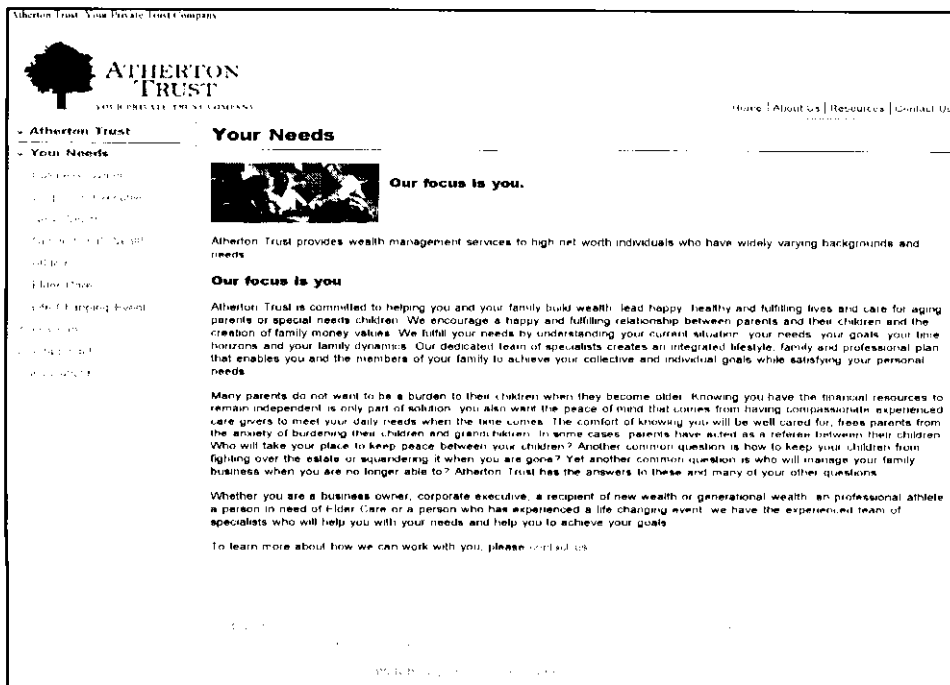 Atherton Trust Your Private Trust Company
ATHERTON
TRUST
YOUR PRIVATE TRUST COMPANY
Home | About Us | Resources | Contact Us
Atherton Trust
Your Needs
Elder Care
Life Changing Event
Your Needs
Our focus is you.
Atherton Trust provides wealth management services to high net worth individuals who have widely varying backgrounds and
needs
Our focus is you
Atherton Trust is committed to helping you and your family build wealth, lead happy, healthy and fulfilling lives and care for aging
parents or special needs children. We encourage a happy and fulfilling relationship between parents and their children and the
creation of family money values. We fulfill your needs by understanding your current situation, your needs, your goals, your time
horizons and your family dynamics. Our dedicated team of specialists creates an integrated lifestyle, family and professional plan
that enables you and the members of your family to achieve your collective and individual goals while satisfying your personal
needs
Many parents do not want to be a burden to their children when they become older. Knowing you have the financial resources to
remain independent is only part of solution, you also want the peace of mind that comes from having compassionate experienced
care givers to meet your daily needs when the time comes. The comfort of knowing you will be well cared for, frees parents from
the anxiety of burdening their children and grandchildren. In some cases, parents have acted as a referee between their children.
Who will take your place to keep peace between your children? Another common question is how to keep your children from
fighting over the estate or squandering it when you are gone? Yet another common question is who will manage your family
business when you are no longer able to? Atherton Trust has the answers to these and many of your other questions
Whether you are a business owner, corporate executive, a recipient of new wealth or generational wealth, an professional athlete
a person in need of Elder Care or a person who has experienced a life changing event, we have the experienced team of
specialists who will help you with your needs and help you to achieve your goals
To learn more about how we can work with you, please contact us